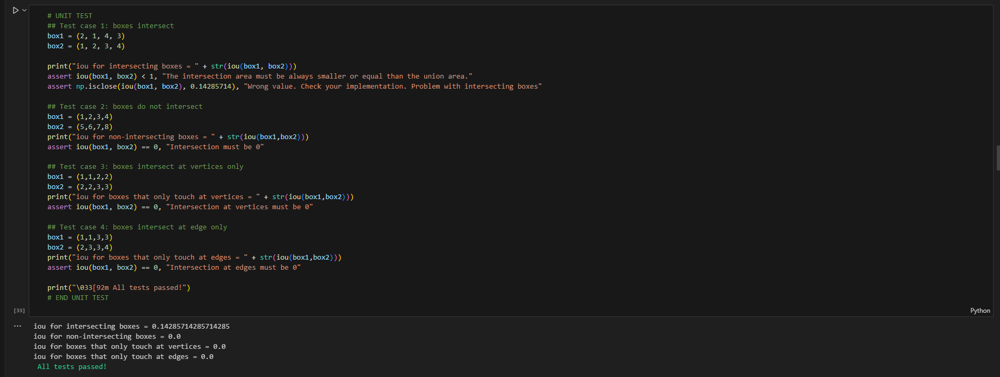 # UNIT TEST
## Test case 1: boxes intersect
box1 = (2, 1, 4, 3)
box2 = (1, 2, 3, 4)
print("iou for intersecting boxes = " + str(iou(box1, box2)))
assert iou(box1, box2) < 1, "The intersection area must be always smaller or equal than the union area."
assert np.isclose(iou(box1, box2), 0.14285714), "Wrong value. Check your implementation. Problem with intersecting boxes"
## Test case 2: boxes do not intersect
box1 = (1,2,3,4)
box2 = (5,6,7,8)
print("iou for non-intersecting boxes = " + str(iou(box1,box2)))
assert iou(box1, box2) == 0, "Intersection must be 0"
## Test case 3: boxes intersect at vertices only
box1 = (1,1,2,2)
box2 = (2,2,3,3)
print("iou for boxes that only touch at vertices = " + str(iou(box1,box2)))
assert iou(box1, box2) == 0, "Intersection at vertices must be 0"
## Test case 4: boxes intersect at edge only
box1 = (1,1,3,3)
box2 = (2,3,3,4)
print("iou for boxes that only touch at edges = " + str(iou(box1,box2)))
assert iou(box1, box2) == 0, "Intersection at edges must be 0"
print("\033[92m All tests passed!")
# END UNIT TEST
[33]
Python
iou for intersecting boxes = 0.14285714285714285
iou for non-intersecting boxes = 0.0
iou for boxes that only touch at vertices = 0.0
iou for boxes that only touch at edges = 0.0
All tests passed!